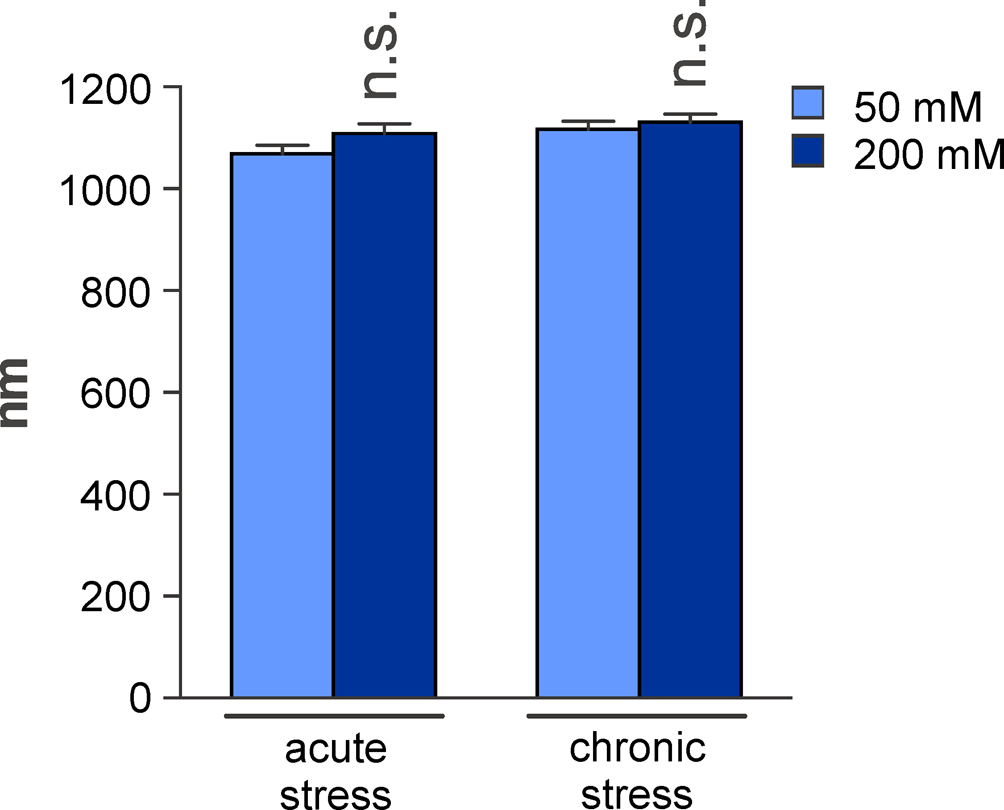 n.s.
n.s.
1200
1000
800
600
400
200
0
nm
50 mM
200 mM
acute
stress
chronic
stress